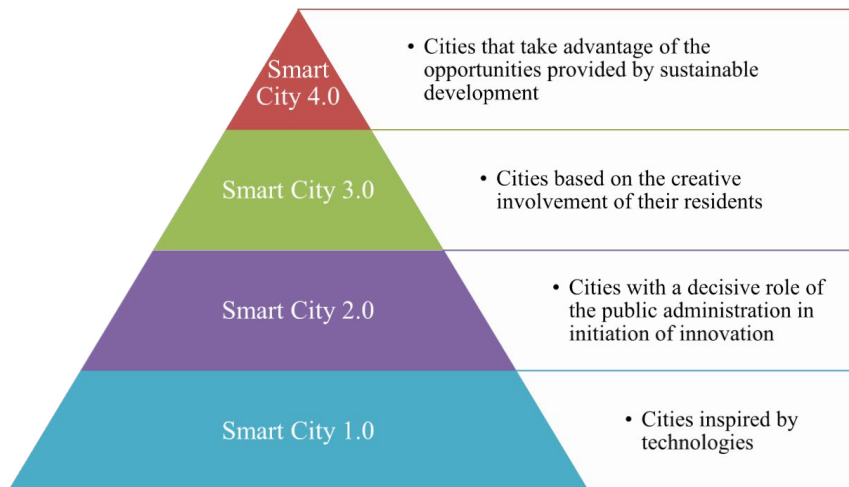 Smart
City 4.0
• Cities that take advantage of the
opportunities provided by sustainable
development
Smart City 3.0
• Cities based on the creative
involvement of their residents
Smart City 2.0
• Cities with a decisive role of
the public administration in
initiation of innovation
Smart City 1.0
• Cities inspired by
technologies